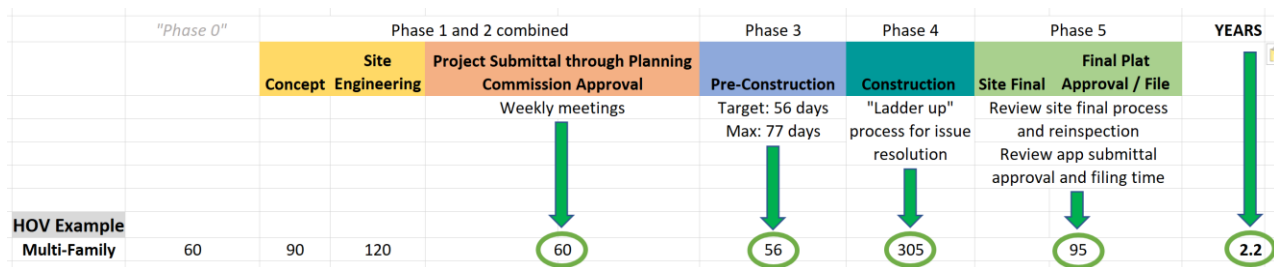 "Phase 0" Phase 1 and 2 combined Phase 3 Phase 4 Phase 5 YEARS
Concept Site Engineering Project Submittal through Planning Commission Approval Pre-Construction Construction Site Final Final Plat Approval / File
Weekly meetings
Target: 56 days
Max: 77 days
"Ladder up"
process for issue
resolution
Review site final process
and reinspection
Review app submittal
approval and filing time
HOV Example
Multi-Family 60 90 120 60 56 305 95 2.2